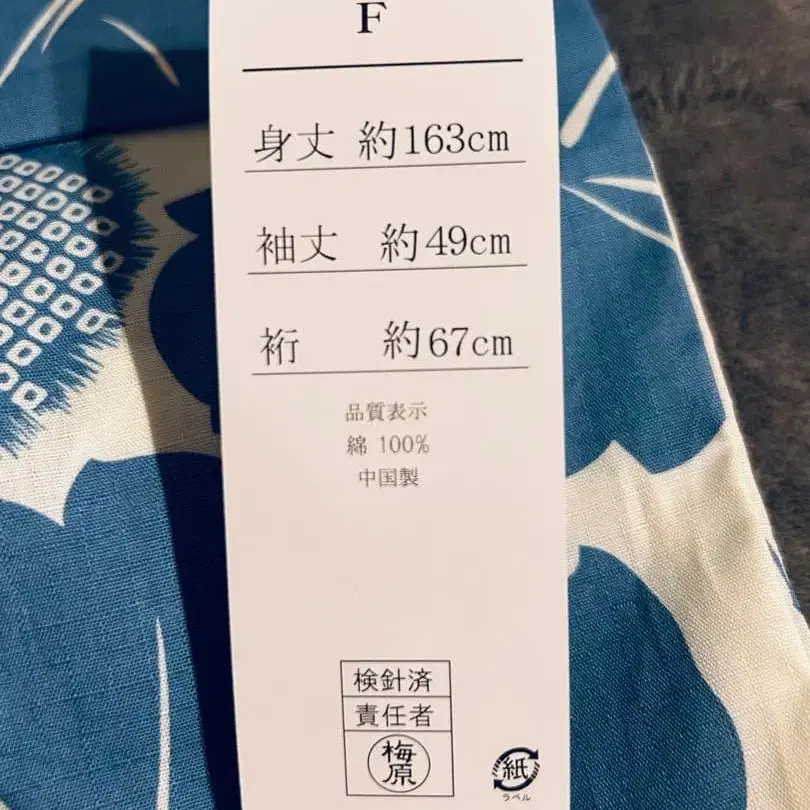 F
身丈 約163cm
袖丈 約49cm
裄 約67cm
品質表示
綿 100%
中国製
検針済
責任者
梅原
紙
ラベル